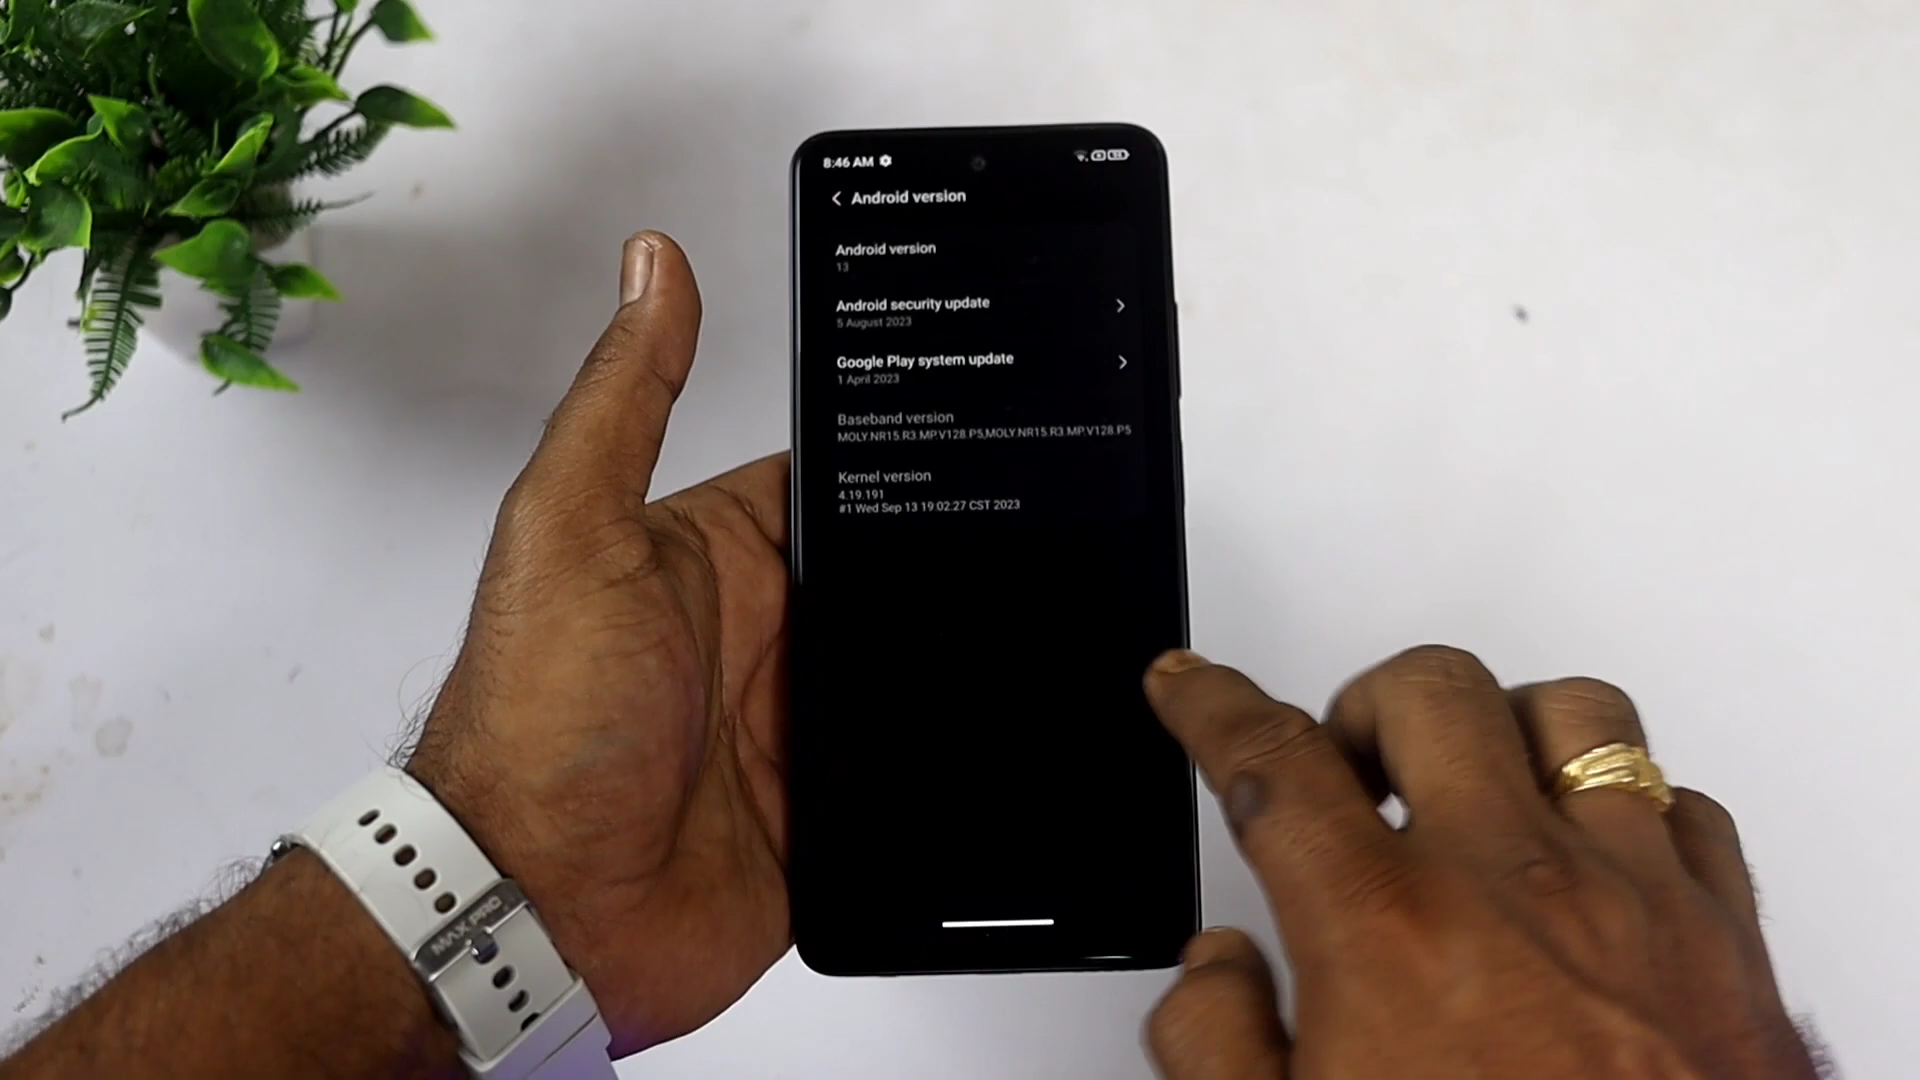 8:46 AM
Android version
Android version
13
Android security update
5 August 2023
Google Play system update
1 April 2023
Baseband version
MOLY.NR15.R3.MP.V128.P5,MOLY.NR15.R3.MP.V128.P5
Kernel version
4.19.191
#1 Wed Sep 13 19:02:27 CST 2023
MAX PRO